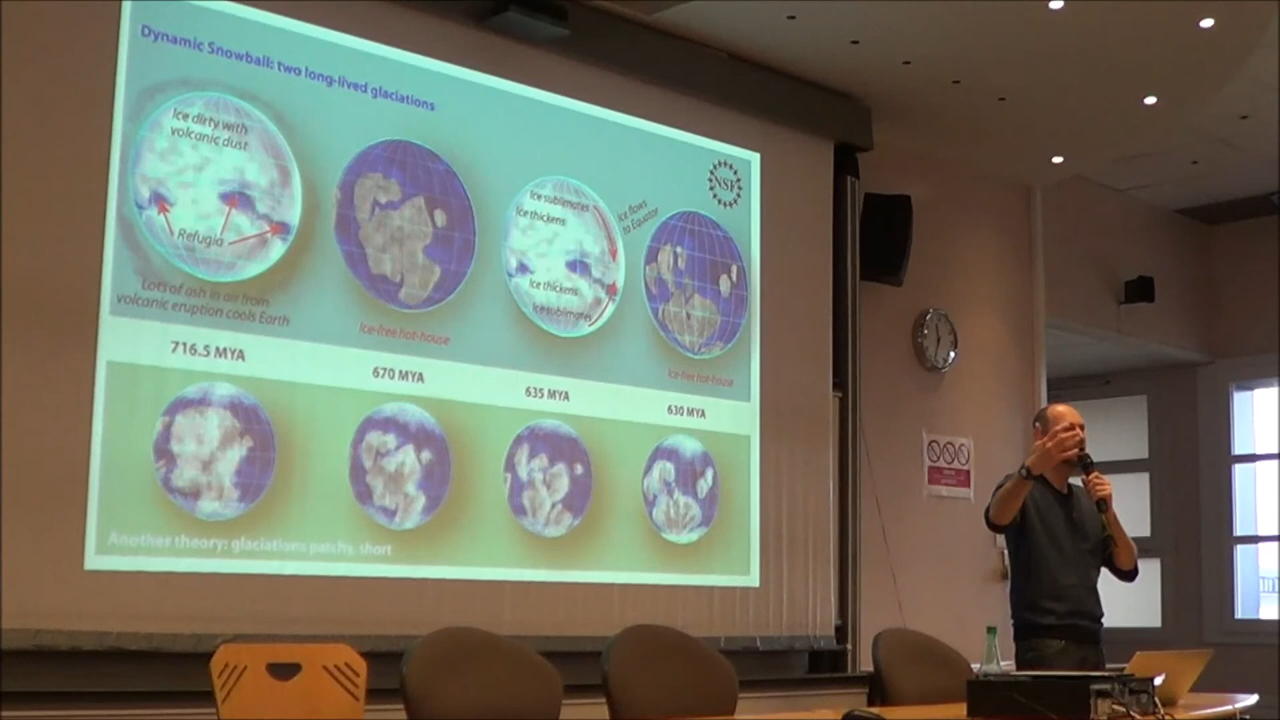 Dynamic Snowball: two long-lived glaciations
Ice dirty with
volcanic dust
Refugia
Lots of ash in air from
volcanic eruption cools Earth
Ice-free hot-house
Ice sublimates
Ice thickens
Ice flows
to Equator
Ice thickens
Ice sublimates
NSF
Ice-free hot-house
716.5 MYA
670 MYA
635 MYA
630 MYA
Another theory: glaciations patchy, short